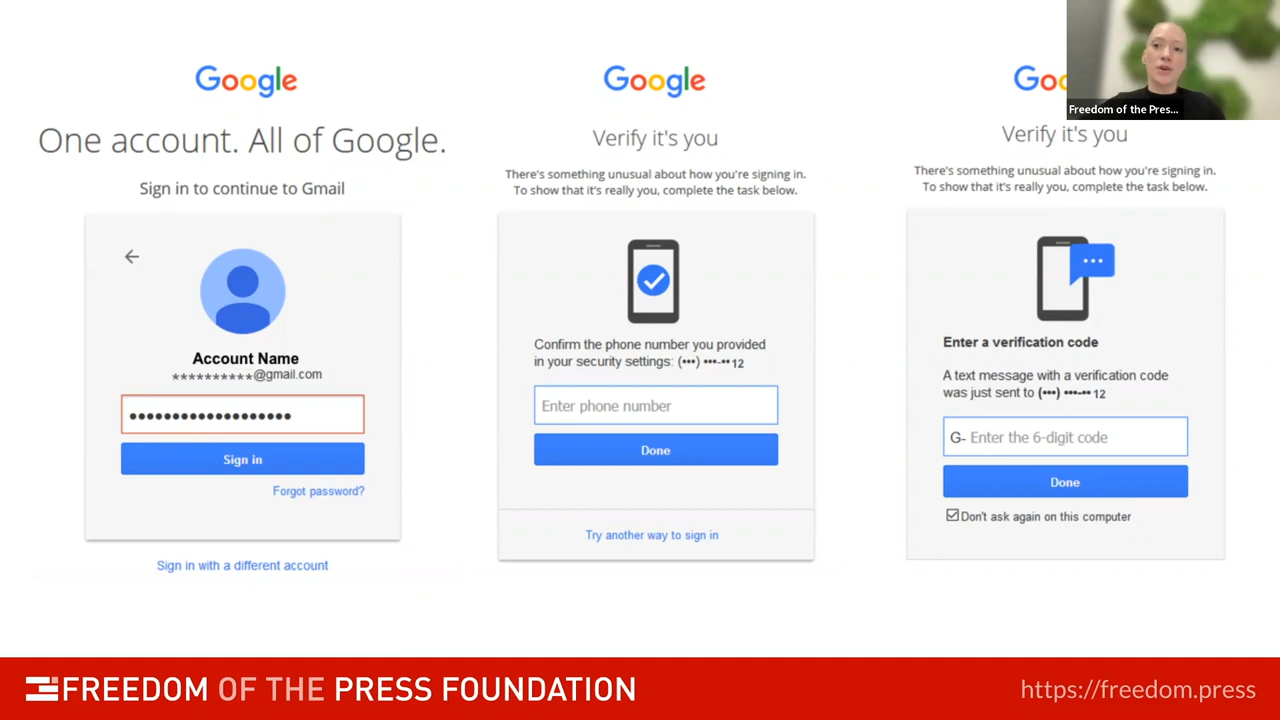 Google
One account. All of Google.
Sign in to continue to Gmail
Account Name
**********@gmail.com
•••••••••••••••••••
Sign in
Forgot password?
Sign in with a different account
Google
Verify it's you
There's something unusual about how you're signing in.
To show that it's really you, complete the task below.
Confirm the phone number you provided
in your security settings: (•••) •••-••12
Enter phone number
Done
Try another way to sign in
Goo
Verify it's you
There's something unusual about how you're signing in.
To show that it's really you, complete the task below.
Enter a verification code
A text message with a verification code
was just sent to (•••) •••-•• 12
G- Enter the 6-digit code
Done
Don't ask again on this computer
Freedom of the Pres...
FREEDOM OF THE PRESS FOUNDATION
https://freedom.press